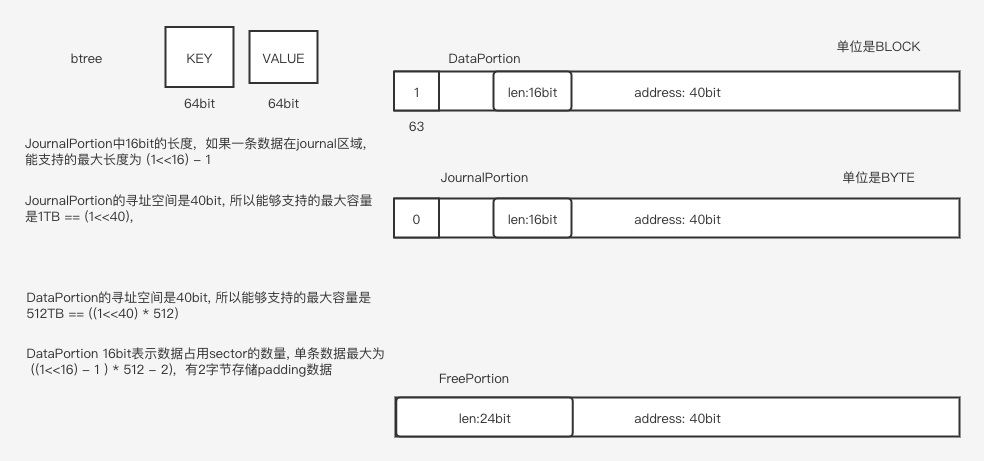 btree
KEY
VALUE
64bit
64bit
JournalPortion中16bit的长度，如果一条数据在journal区域,
能支持的最大长度为 (1<<16) – 1
JournalPortion的寻址空间是40bit, 所以能够支持的最大容量
是1TB == (1<<40),
DataPortion的寻址空间是40bit, 所以能够支持的最大容量是
512TB == ((1<<40) * 512)
DataPortion 16bit表示数据占用sector的数量, 单条数据最大为
((1<<16) – 1 ) * 512 – 2)，有2字节存储padding数据
单位是BLOCK
DataPortion
1
len:16bit
address: 40bit
63
JournalPortion
单位是BYTE
0
len:16bit
address: 40bit
FreePortion
len:24bit
address: 40bit